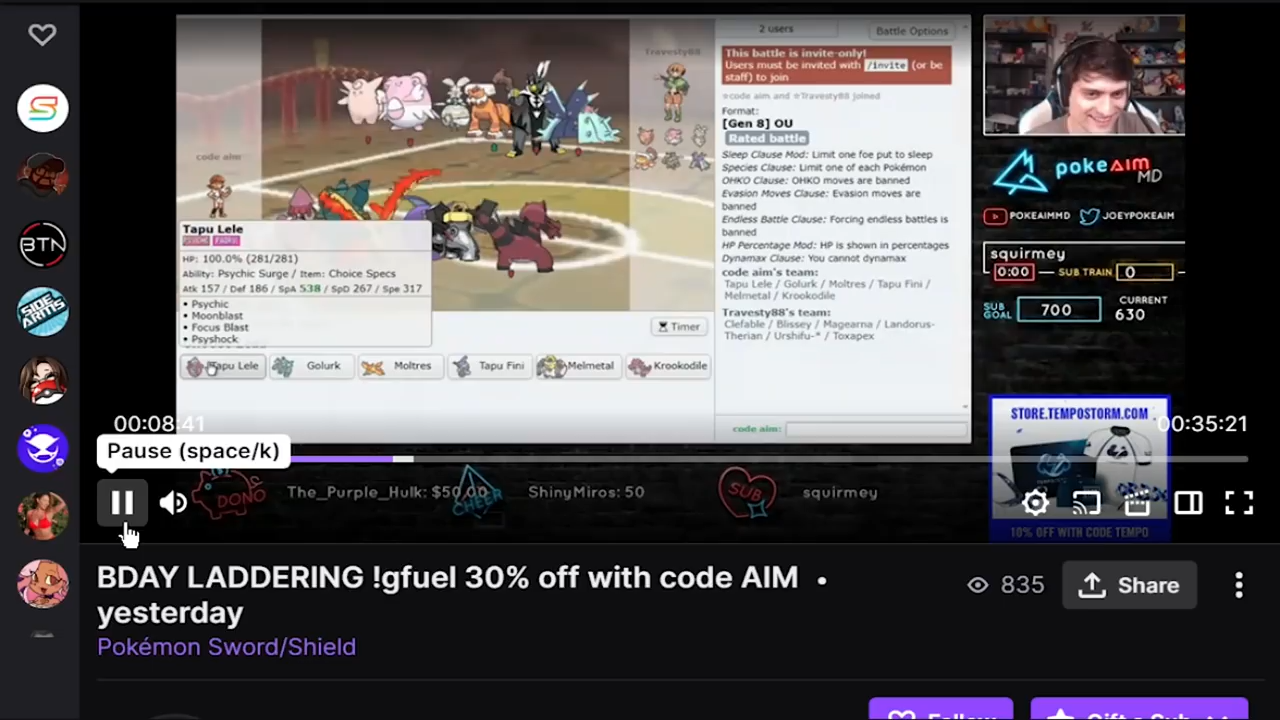 2 users
Battle Options
Travesty88
This battle is invite-only!
Users must be invited with /invite (or be
staff) to join
code aim and Travesty88 joined
Format:
[Gen 8] OU
Rated battle
Sleep Clause Mod: Limit one foe put to sleep
Species Clause: Limit one of each Pokémon
OHKO Clause: OHKO moves are banned
Evasion Moves Clause: Evasion moves are
banned
Endless Battle Clause: Forcing endless battles is
banned
HP Percentage Mod: HP is shown in percentages
Dynamax Clause: You cannot dynamax
code aim's team:
Tapu Lele / Golurk / Moltres / Tapu Fini /
Melmetal / Krookodile
Travesty88's team:
Clefable / Blissey / Magearna / Landorus-
Therian / Urshifu-* / Toxapex
code aim:
code aim
Tapu Lele
PSYCHIC FAIRY
HP: 100.0% (281/281)
Ability: Psychic Surge / Item: Choice Specs
Atk 157 / Def 186 / SpA 538 / SpD 267 / Spe 317
• Psychic
• Moonblast
• Focus Blast
• Psyshock
Timer
Tapu Lele
Golurk
Moltres
Tapu Fini
Melmetal
Krookodile
pokeAIM
MD
POKEAIMMD
JOEYPOKEAIM
squirmey
0:00
SUB TRAIN
0
SUB
GOAL
700
CURRENT
630
STORE.TEMPOSTORM.COM
10% OFF WITH CODE TEMPO
BTN
SIDE
ARMS
00:08:41
00:35:21
Pause (space/k)
DONO
The_Purple_Hulk: $50.00
CHEER
ShinyMiros: 50
SUB
squirmey
BDAY LADDERING !gfuel 30% off with code AIM •
yesterday
835
Share
Pokémon Sword/Shield
Follow
Gift a Sub